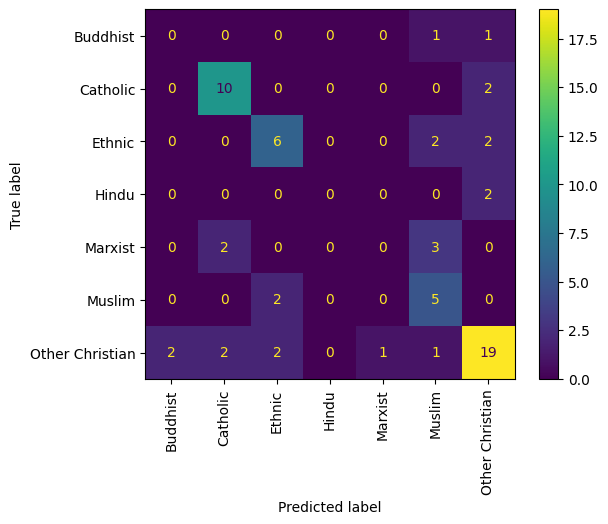 Buddhist 0 0 0 0 0 1 1
Catholic 0 10 0 0 0 0 2
Ethnic 0 0 6 0 0 2 2
Hindu 0 0 0 0 0 0 2
Marxist 0 2 0 0 0 3 0
Muslim 0 0 2 0 0 5 0
Other Christian 2 2 2 0 1 1 19
True label
Buddhist
Catholic
Ethnic
Hindu
Marxist
Muslim
Other Christian
Predicted label
17.5
15.0
12.5
10.0
7.5
5.0
2.5
0.0